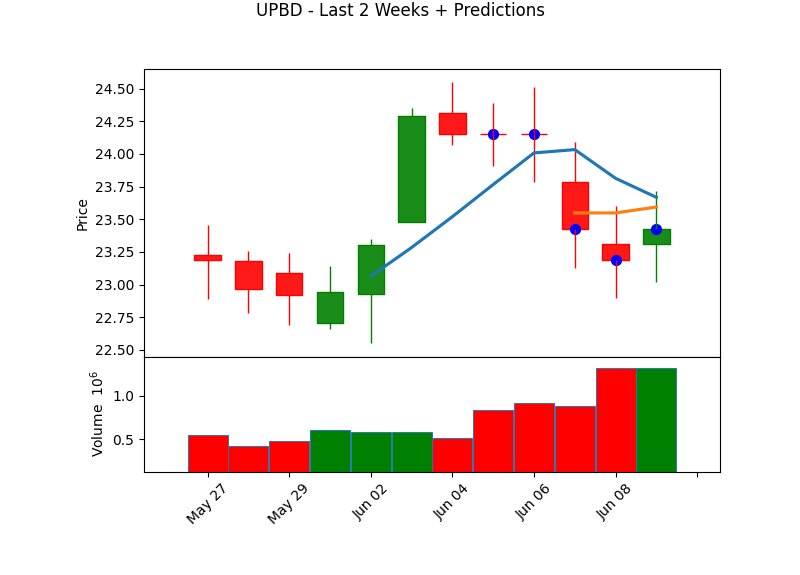 UPBD - Last 2 Weeks + Predictions
24.50
24.25
24.00
23.75
23.50
23.25
23.00
22.75
22.50
Price
1.0
0.5
Volume 10^6
May 27
May 29
Jun 02
Jun 04
Jun 06
Jun 08